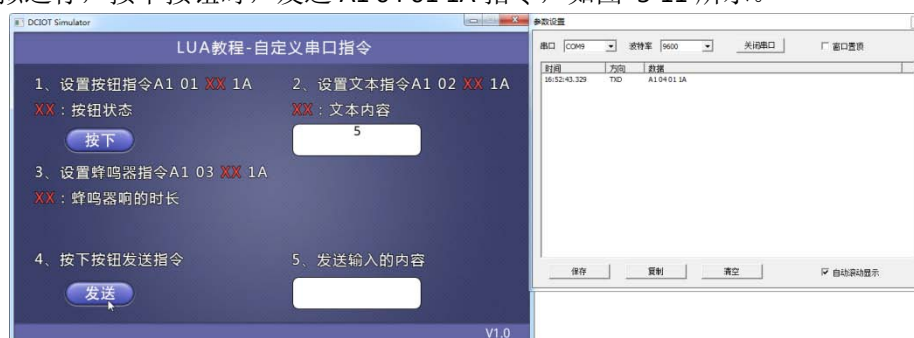 按下按钮时,发送 A1 04 01 1A 指令,如图 3-11 所示。
DCIOT Simulator
LUA教程-自定义串口指令
1、设置按钮指令A1 01 XX 1A
2、设置文本指令A1 02 XX 1A
XX：按钮状态
XX：文本内容
按下
5
3、设置蜂鸣器指令A1 03 XX 1A
XX：蜂鸣器响的时长
4、按下按钮发送指令
5、发送输入的内容
发送
V1.0
参数设置
串口 COM9 波特率 9600 关闭串口 窗口置顶
时间 方向 数据
16:52:43.329 TXD A1 04 01 1A
保存 复制 清空 自动滚动显示